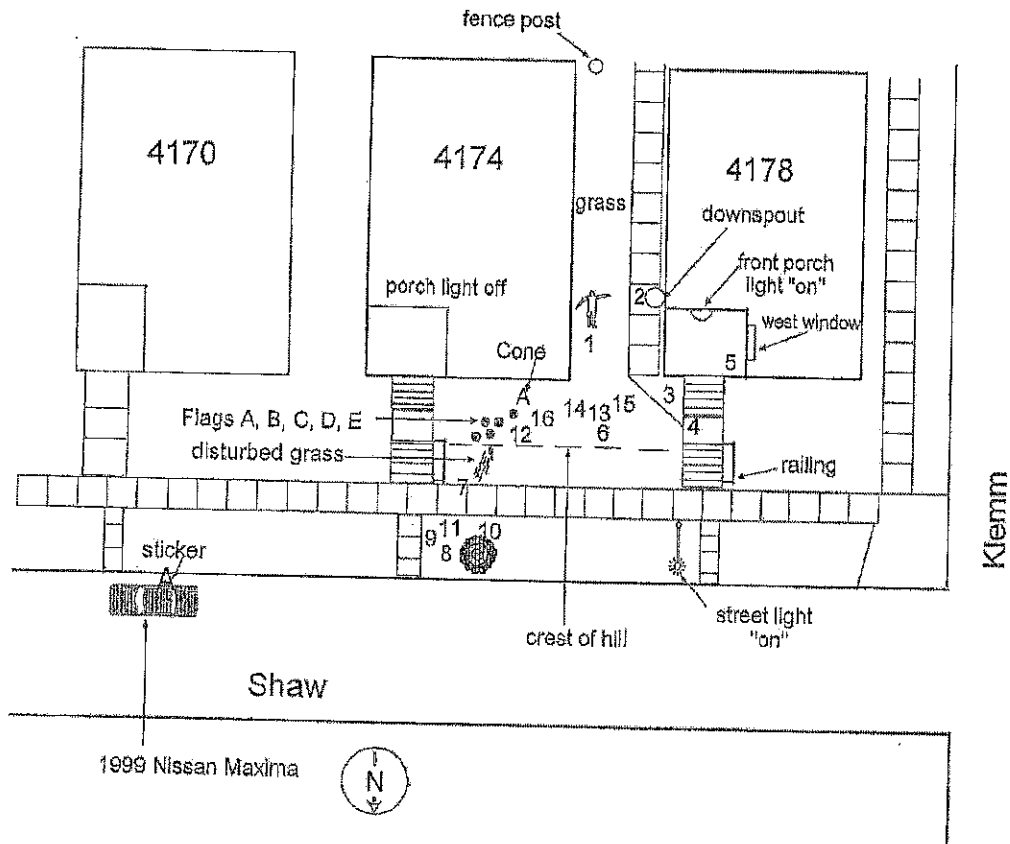 fence post
4170
4174
4178
grass
downspout
front porch
light "on"
porch light off
2
west window
1
5
Cone
A
3
15
14
13
16
Flags A, B, C, D, E
4
12
6
disturbed grass
railing
7
11
10
9
8
sticker
Klemm
street light
"on"
crest of hill
Shaw
1999 Nissan Maxima
N